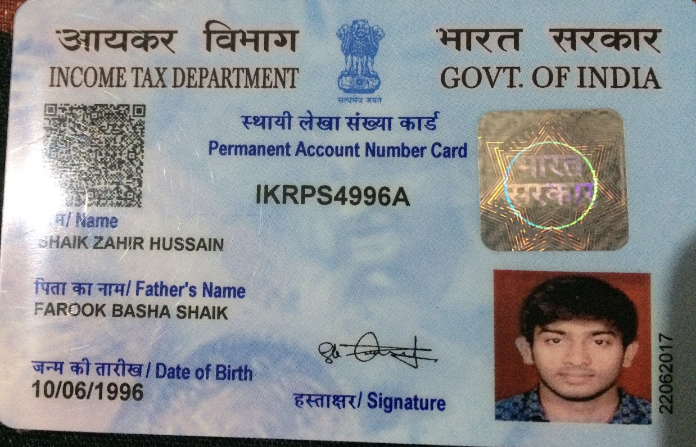 आयकर विभाग
INCOME TAX DEPARTMENT
सत्यमेव जयते
भारत सरकार
GOVT. OF INDIA
स्थायी लेखा संख्या कार्ड
Permanent Account Number Card
IKRPS4996A
भारत
सरकार
/ Name
SHAIK ZAHIR HUSSAIN
पिता का नाम/ Father's Name
FAROOK BASHA SHAIK
जन्म की तारीख / Date of Birth
10/06/1996
हस्ताक्षर/ Signature
22062017